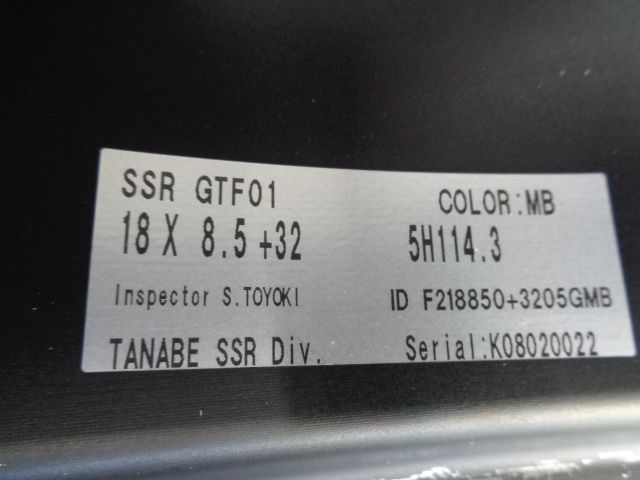 SSR GTF01 COLOR:MB
18 X 8.5 +32 5H114.3
Inspector S.TOYOKI ID F218850+3205GMB
TANABE SSR Div. Serial:K08020022